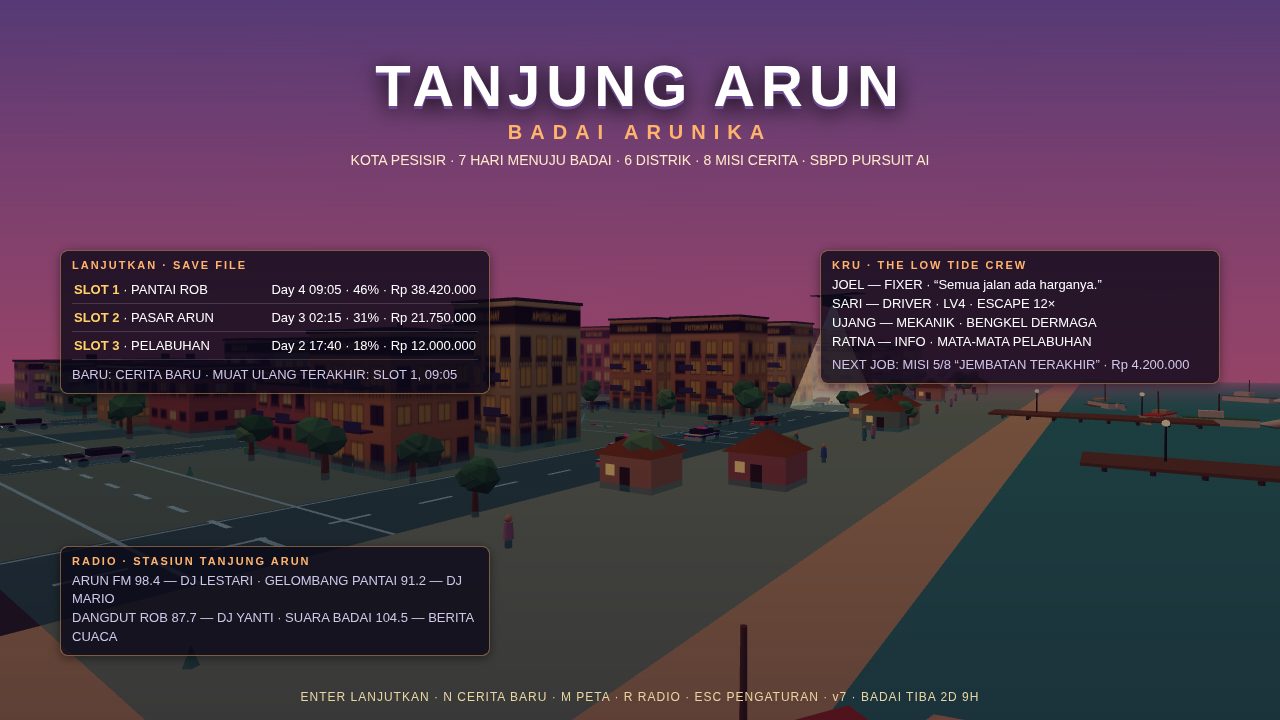 TANJUNG ARUN
BADAI ARUNIKA
KOTA PESISIR · 7 HARI MENUJU BADAI · 6 DISTRIK · 8 MISI CERITA · SBPD PURSUIT AI
LANJUTKAN · SAVE FILE
SLOT 1 · PANTAI ROB Day 4 09:05 · 46% · Rp 38.420.000
SLOT 2 · PASAR ARUN Day 3 02:15 · 31% · Rp 21.750.000
SLOT 3 · PELABUHAN Day 2 17:40 · 18% · Rp 12.000.000
BARU: CERITA BARU · MUAT ULANG TERAKHIR: SLOT 1, 09:05
KRU · THE LOW TIDE CREW
JOEL — FIXER · “Semua jalan ada harganya.”
SARI — DRIVER · LV4 · ESCAPE 12×
UJANG — MEKANIK · BENGKEL DERMAGA
RATNA — INFO · MATA-MATA PELABUHAN
NEXT JOB: MISI 5/8 “JEMBATAN TERAKHIR” · Rp 4.200.000
RADIO · STASIUN TANJUNG ARUN
ARUN FM 98.4 — DJ LESTARI · GELOMBANG PANTAI 91.2 — DJ
MARIO
DANGDUT ROB 87.7 — DJ YANTI · SUARA BADAI 104.5 — BERITA
CUACA
ENTER LANJUTKAN · N CERITA BARU · M PETA · R RADIO · ESC PENGATURAN · v7 · BADAI TIBA 2D 9H